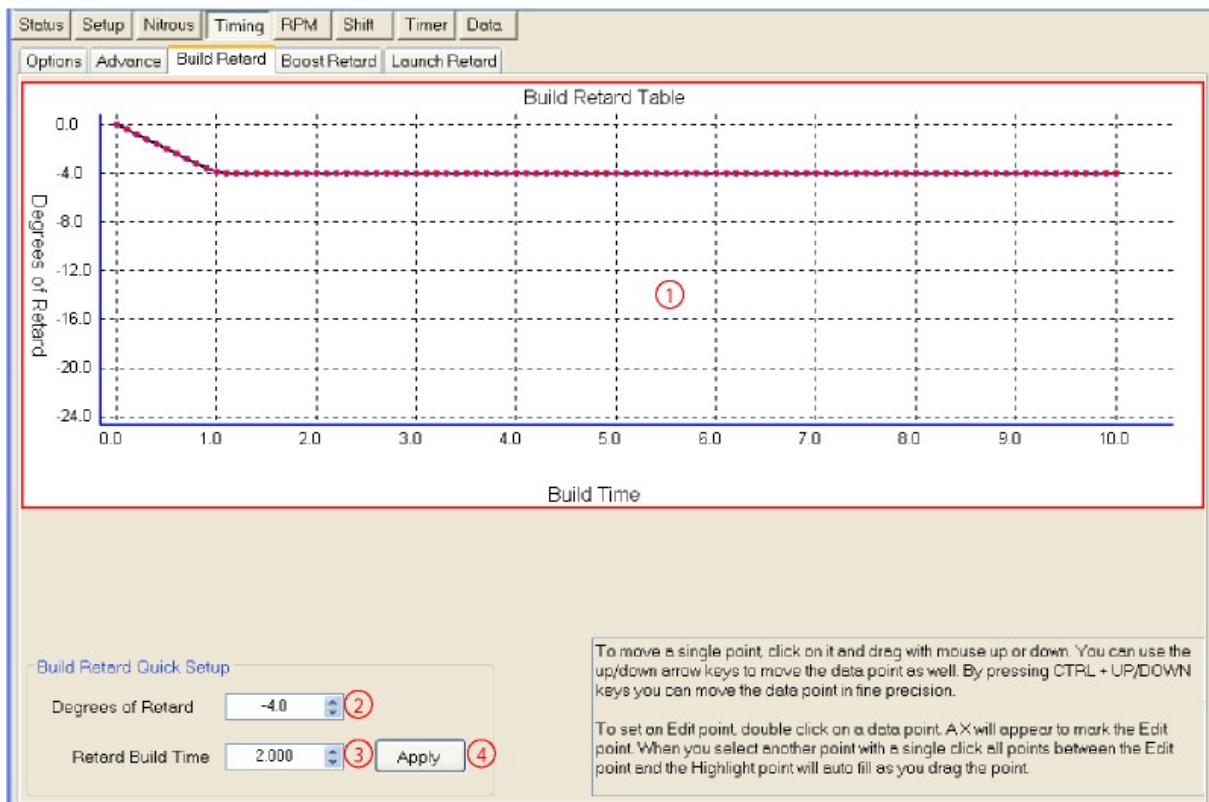 Status Setup Nitrous Timing RPM Shift Timer Data
Options Advance Build Retard Boost Retard Launch Retard
Build Retard Table
0.0
-4.0
-8.0
-12.0
-16.0
-20.0
-24.0
Degrees of Retard
1
0.0 1.0 2.0 3.0 4.0 5.0 6.0 7.0 8.0 9.0 10.0
Build Time
Build Retard Quick Setup
Degrees of Retard -4.0 2
Retard Build Time 2.000 3 Apply 4
To move a single point, click on it and drag with mouse up or down. You can use the
up/down arrow keys to move the data point as well. By pressing CTRL + UP/DOWN
keys you can move the data point in fine precision.
To set an Edit point, double click on a data point. A X will appear to mark the Edit
point. When you select another point with a single click all points between the Edit
point and the Highlight point will auto fill as you drag the point.